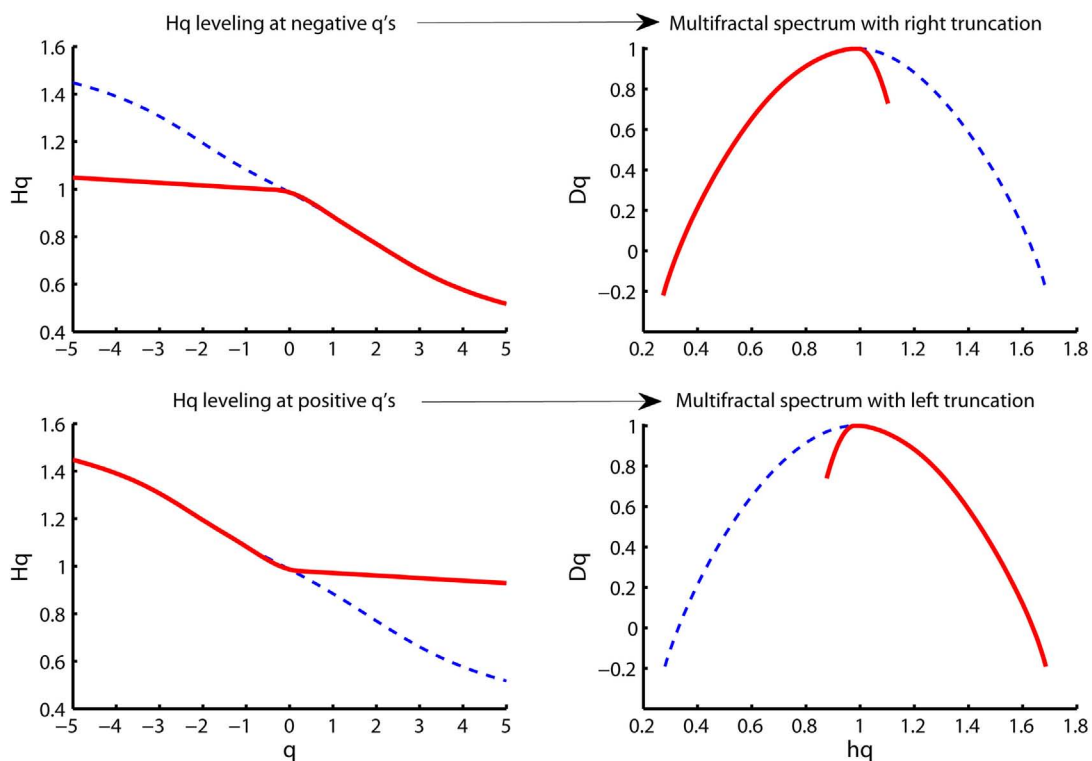 Hq leveling at negative q's
Multifractal spectrum with right truncation
1.6
1.4
1.2
1
0.8
0.6
0.4
Hq
−5 −4 −3 −2 −1 0 1 2 3 4 5
1
0.8
0.6
0.4
0.2
0
−0.2
Dq
0.2 0.4 0.6 0.8 1 1.2 1.4 1.6 1.8
Hq leveling at positive q's
Multifractal spectrum with left truncation
1.6
1.4
1.2
1
0.8
0.6
0.4
Hq
−5 −4 −3 −2 −1 0 1 2 3 4 5
q
1
0.8
0.6
0.4
0.2
0
−0.2
Dq
0.2 0.4 0.6 0.8 1 1.2 1.4 1.6 1.8
hq